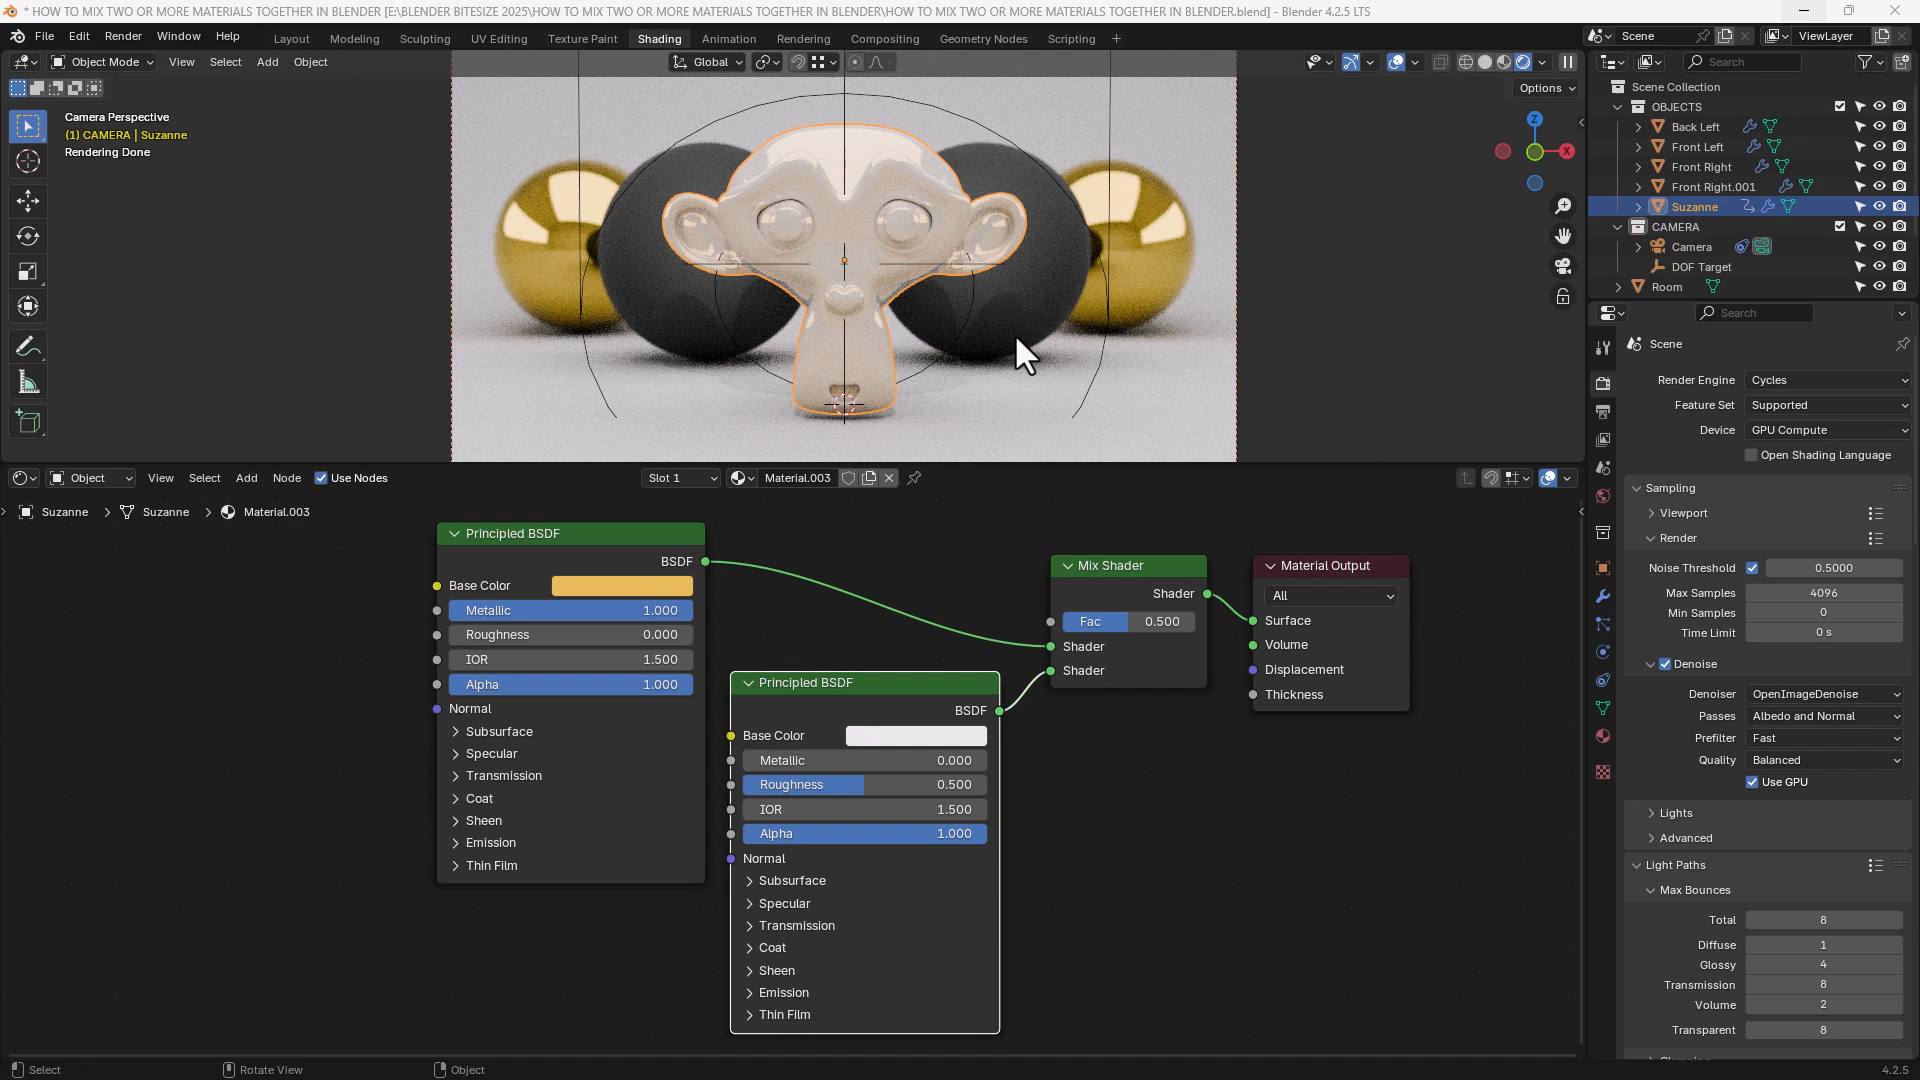 * HOW TO MIX TWO OR MORE MATERIALS TOGETHER IN BLENDER [E:\BLENDER BITESIZE 2025\HOW TO MIX TWO OR MORE MATERIALS TOGETHER IN BLENDER\HOW TO MIX TWO OR MORE MATERIALS TOGETHER IN BLENDER.blend] - Blender 4.2.5 LTS
File Edit Render Window Help Layout Modeling Sculpting UV Editing Texture Paint Shading Animation Rendering Compositing Geometry Nodes Scripting + Scene ViewLayer
Object Mode View Select Add Object Global Search
Options
Camera Perspective
(1) CAMERA | Suzanne
Rendering Done
Z
X
Scene Collection
OBJECTS
Back Left
Front Left
Front Right
Front Right.001
Suzanne
CAMERA
Camera
DOF Target
Room
Search
Scene
Render Engine Cycles
Feature Set Supported
Device GPU Compute
Open Shading Language
Sampling
Viewport
Render
Noise Threshold 0.5000
Max Samples 4096
Min Samples 0
Time Limit 0 s
Denoise
Denoiser OpenImageDenoise
Passes Albedo and Normal
Prefilter Fast
Quality Balanced
Use GPU
Lights
Advanced
Light Paths
Max Bounces
Total 8
Diffuse 1
Glossy 4
Transmission 8
Volume 2
Transparent 8
Object View Select Add Node Use Nodes Slot 1 Material.003
Suzanne > Suzanne > Material.003
Principled BSDF
BSDF
Base Color
Metallic 1.000
Roughness 0.000
IOR 1.500
Alpha 1.000
Normal
Subsurface
Specular
Transmission
Coat
Sheen
Emission
Thin Film
Principled BSDF
BSDF
Base Color
Metallic 0.000
Roughness 0.500
IOR 1.500
Alpha 1.000
Normal
Subsurface
Specular
Transmission
Coat
Sheen
Emission
Thin Film
Mix Shader
Shader
Fac 0.500
Shader
Shader
Material Output
All
Surface
Volume
Displacement
Thickness
Select Rotate View Object 4.2.5